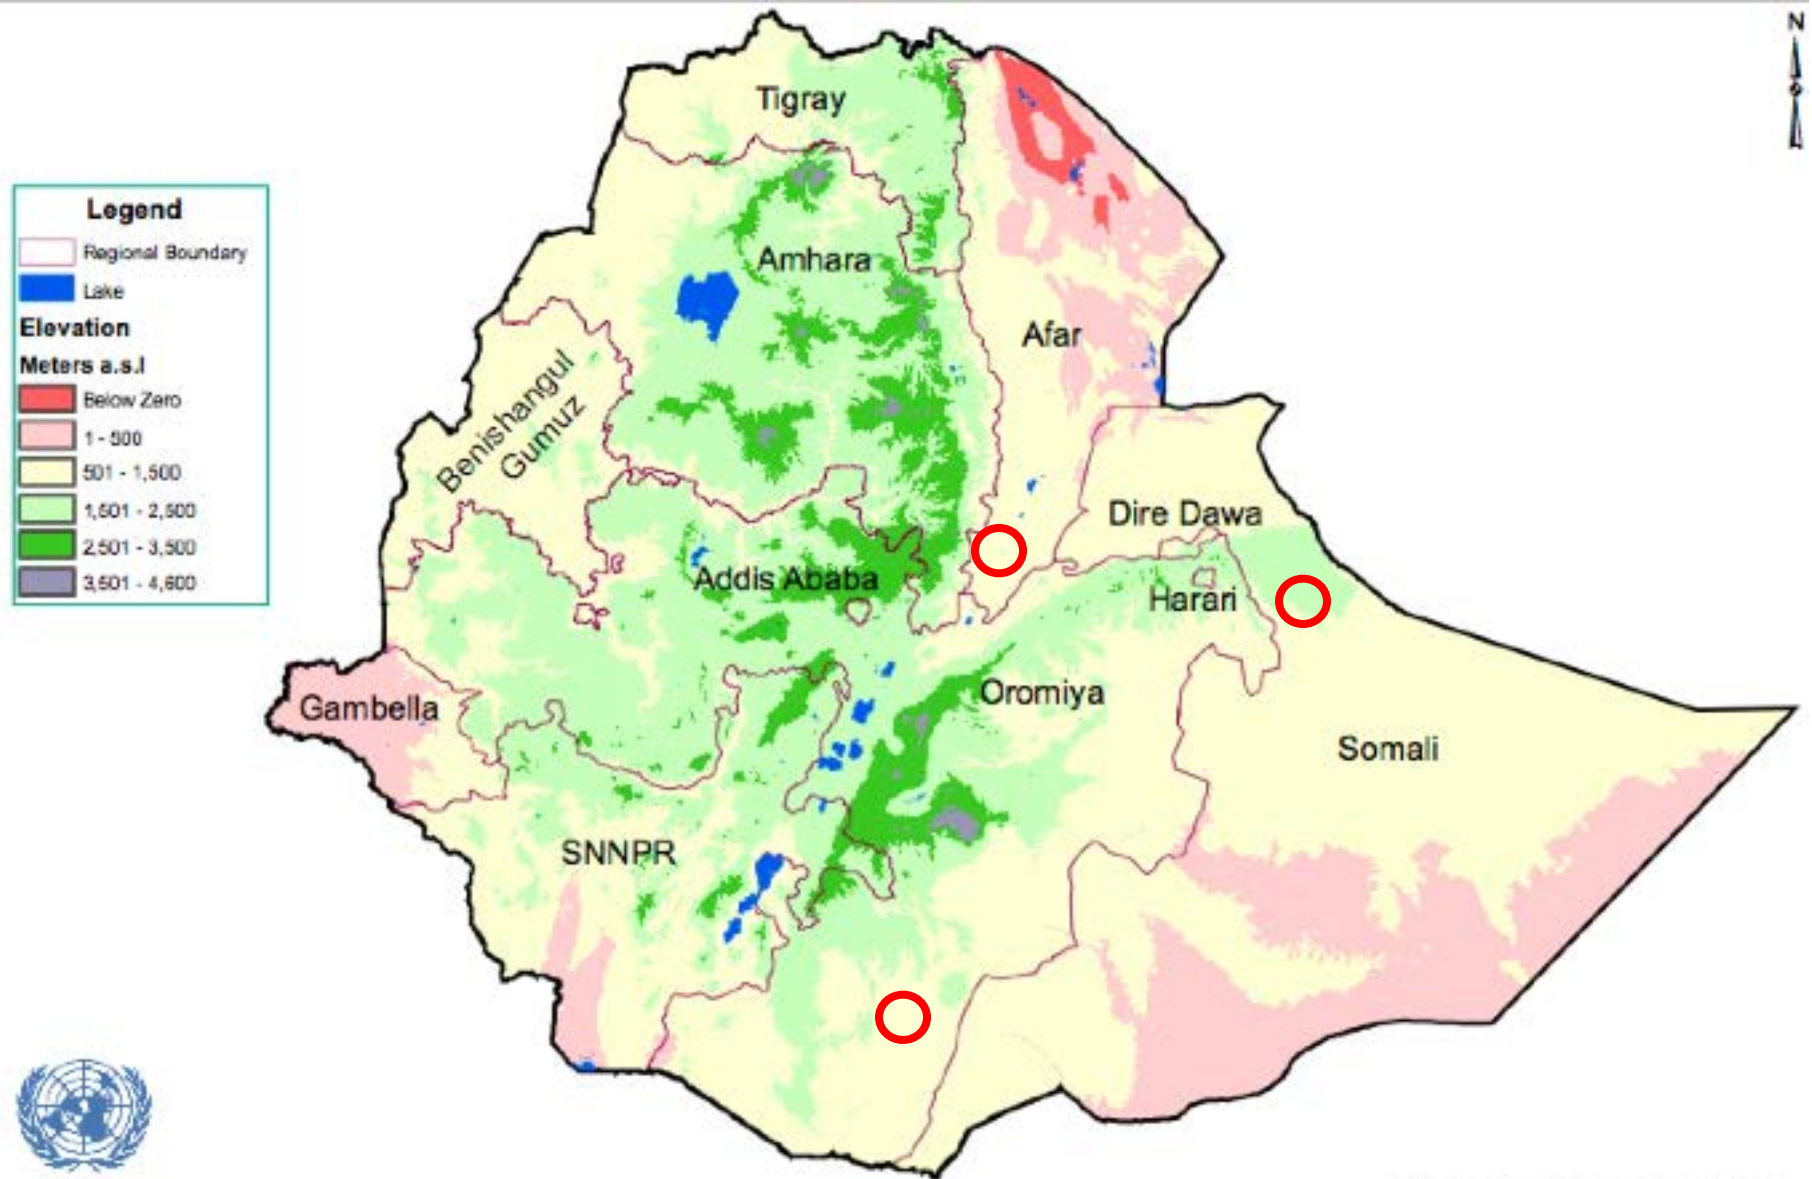 N
Legend
Regional Boundary
Lake
Elevation
Meters a.s.l
Below Zero
1 - 500
501 - 1,500
1,501 - 2,500
2,501 - 3,500
3,501 - 4,600
Tigray
Amhara
Afar
Benishangul
Gumuz
Dire Dawa
Addis Ababa
Harari
Gambella
Oromiya
Somali
SNNPR